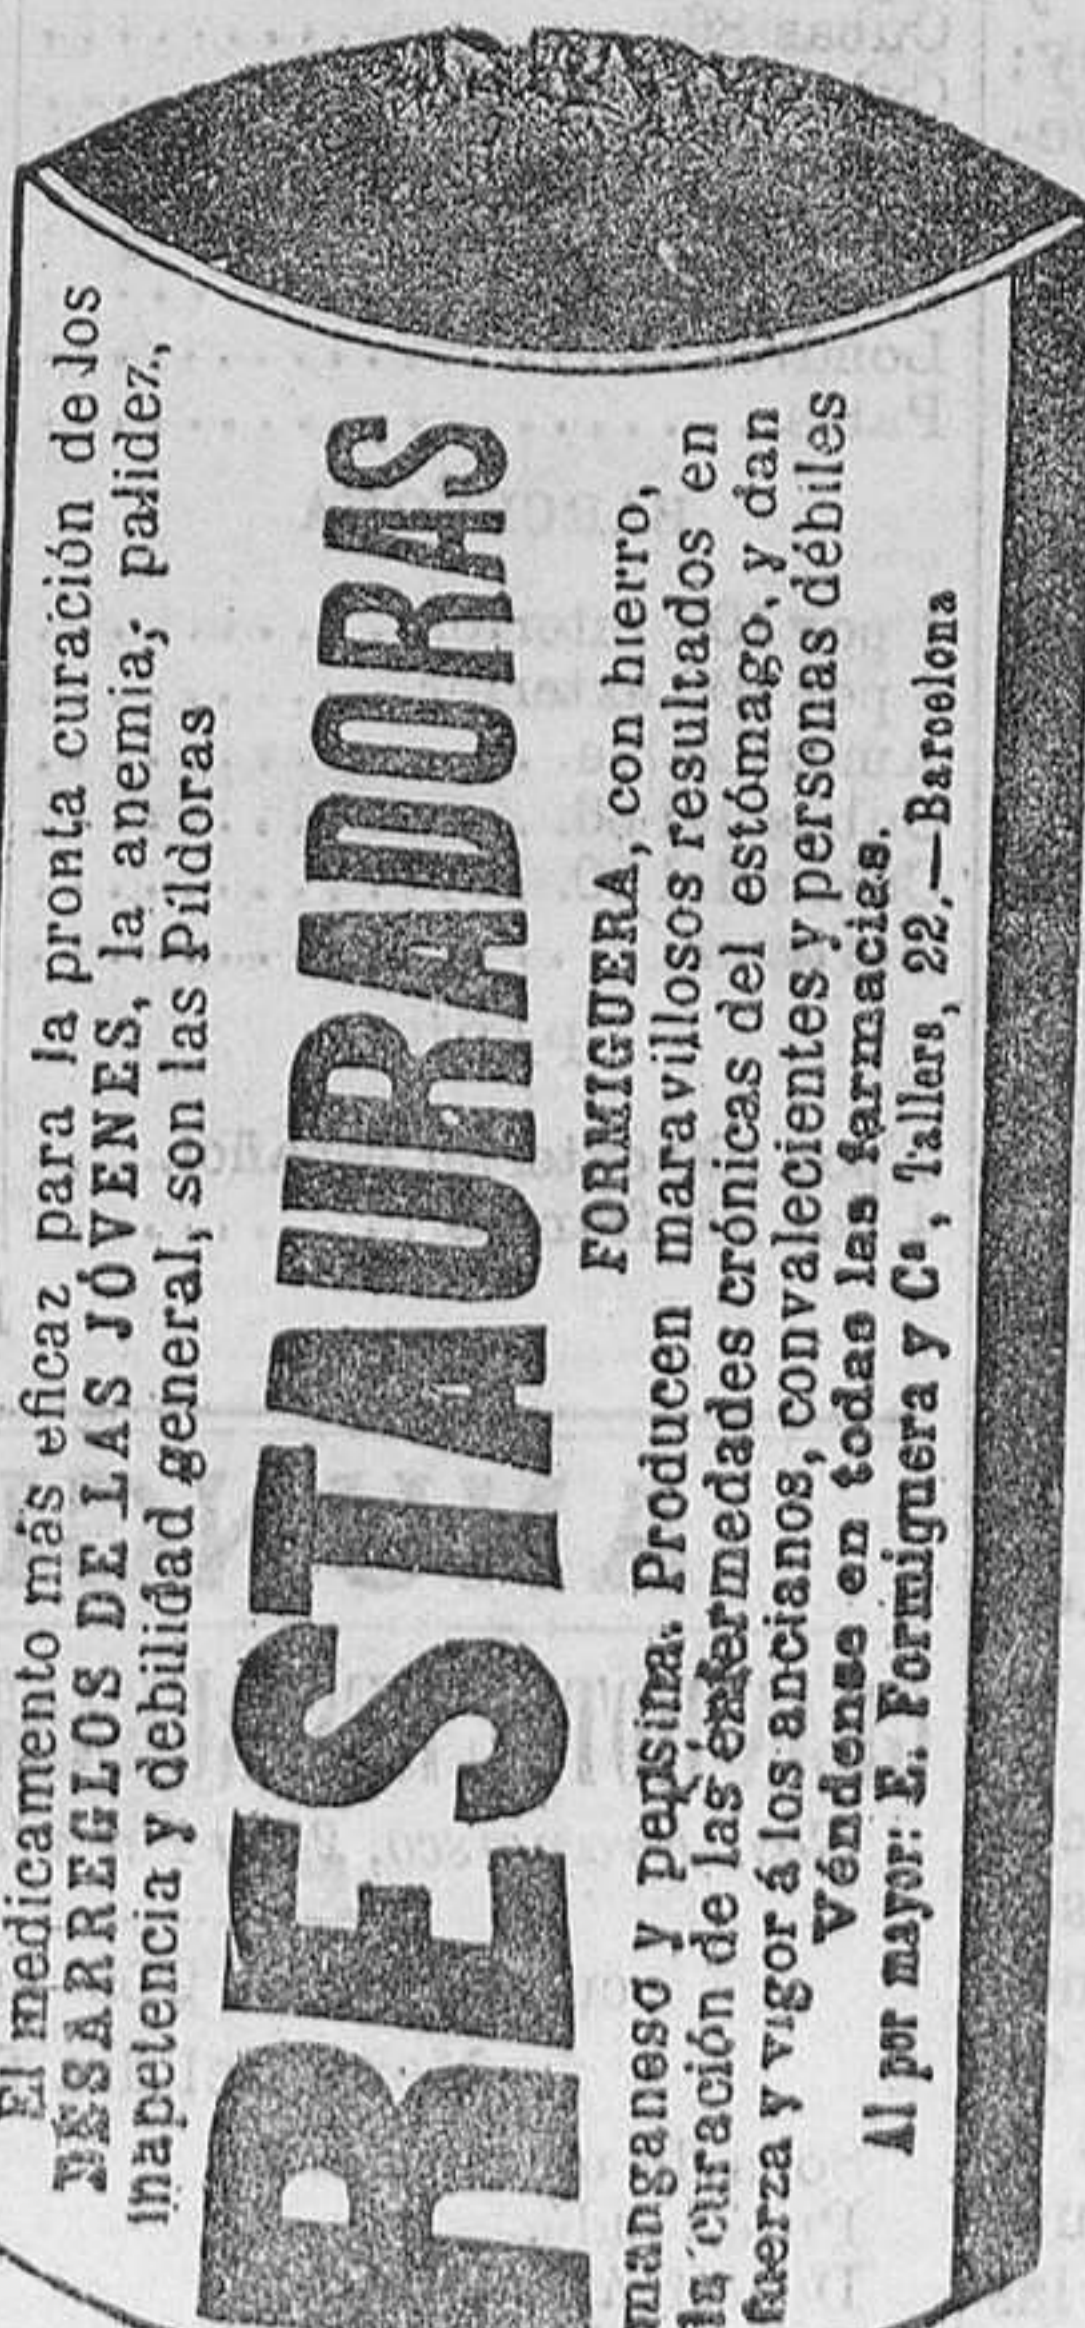 El medicamento más eficaz para la pronta curación de los
DESARREGLOS DE LAS JÓVENES, la anemia, palidez,
inapetencia y debilidad general, son las Pildoras
RESTAURADORAS
FORMIGUERA, con hierro,
manganeso y pepsina. Producen maravillosos resultados en
la curación de las enfermedades crónicas del estómago, y dan
fuerza y vigor á los ancianos, convalecientes y personas débiles
Véndense en todas las farmacias.
Al por mayor: E. Formiguera y Cª, Tallers, 22.—Barcelona